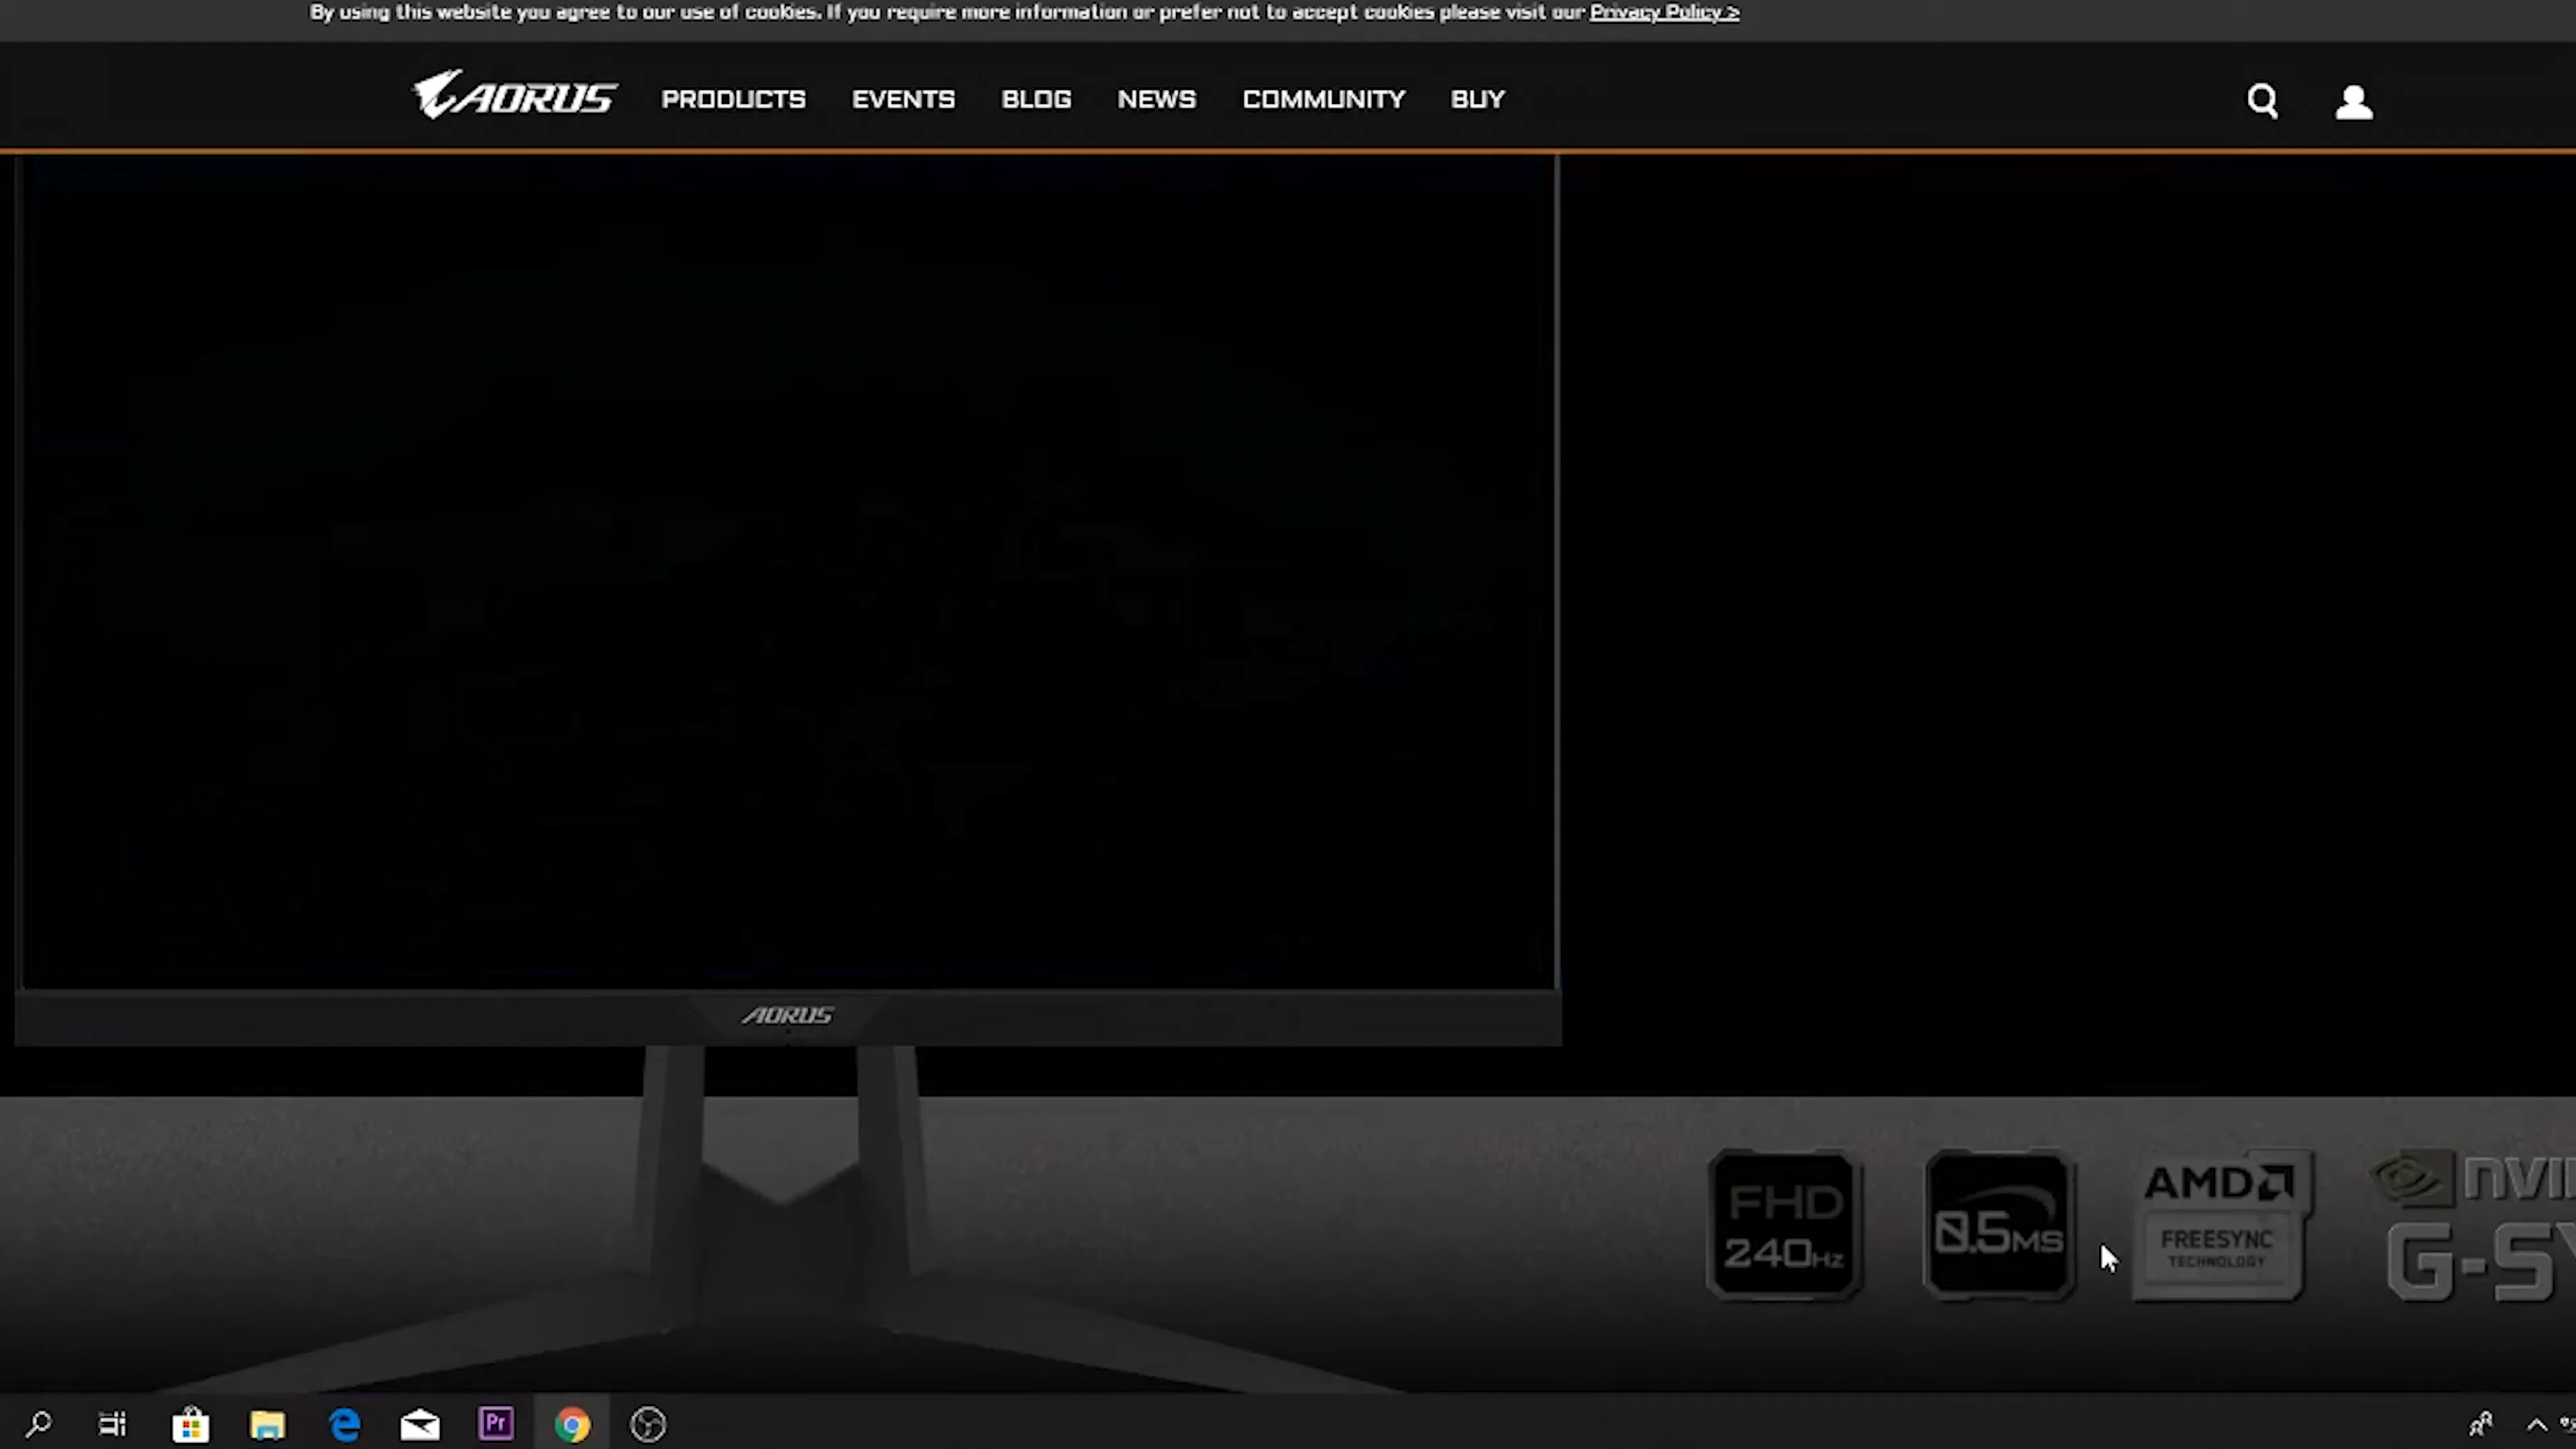 By using this website you agree to our use of cookies. If you require more information or prefer not to accept cookies please visit our Privacy Policy >
AORUS PRODUCTS EVENTS BLOG NEWS COMMUNITY BUY
AORUS
FHD
240Hz
0.5MS
AMD
FREESYNC
TECHNOLOGY
NVI
G-SY
Pr